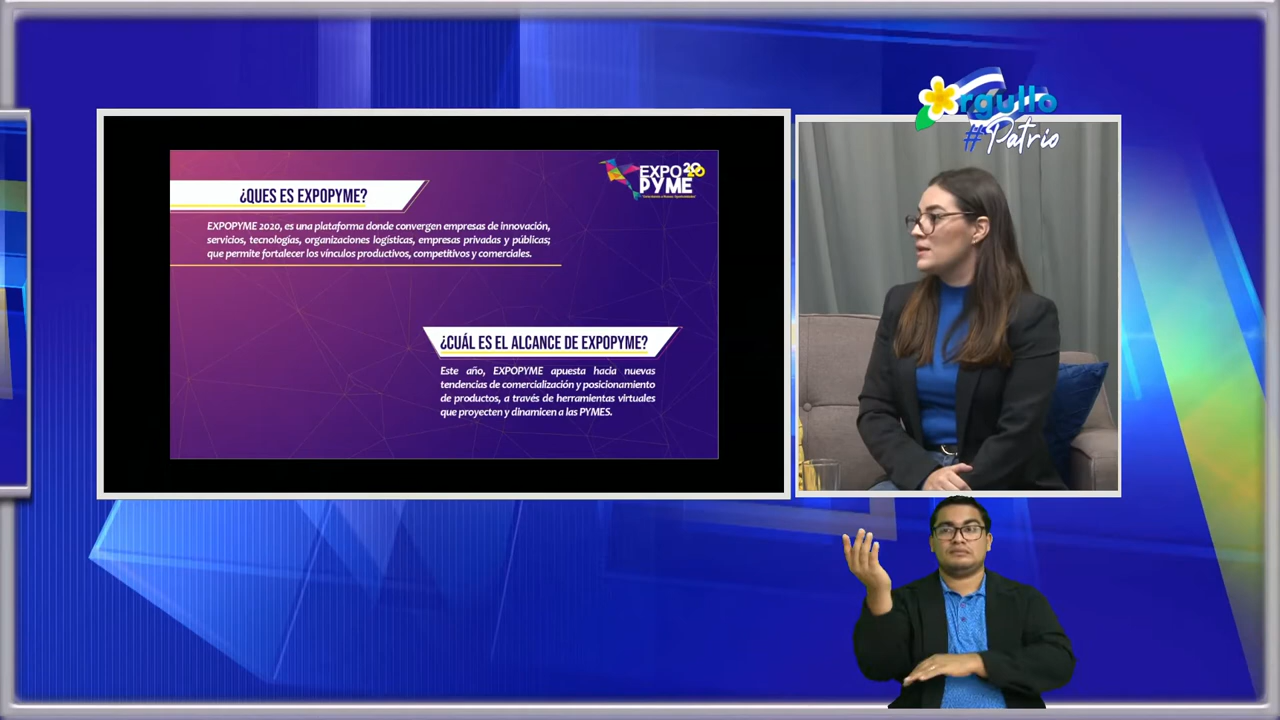 Orgullo
#Patrio
EXPO 2020
PYME
¿QUES ES EXPOPYME?
EXPOPYME 2020, es una plataforma donde convergen empresas de innovación,
servicios, tecnologías, organizaciones logísticas, empresas privadas y públicas;
que permite fortalecer los vínculos productivos, competitivos y comerciales.
¿CUÁL ES EL ALCANCE DE EXPOPYME?
Este año, EXPOPYME apuesta hacia nuevas
tendencias de comercialización y posicionamiento
de productos, a través de herramientas virtuales
que proyecten y dinamicen a las PYMES.